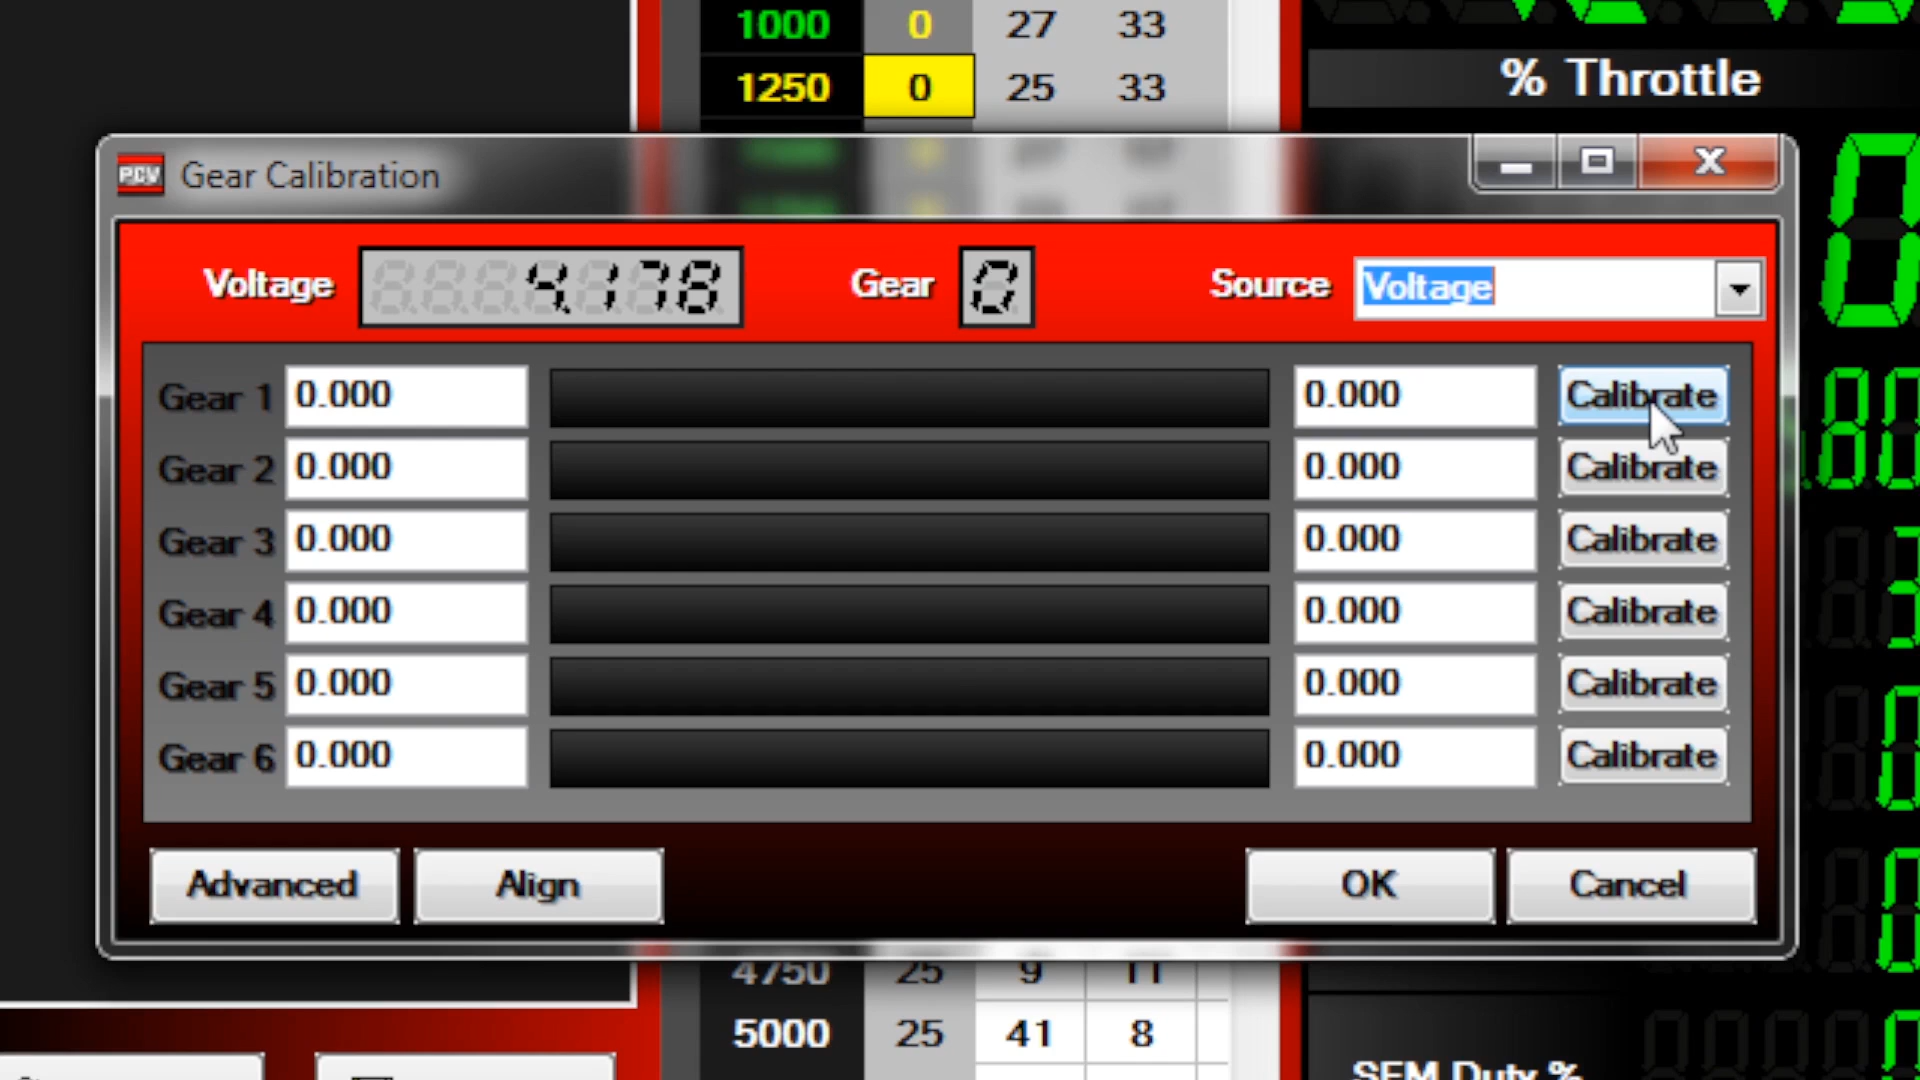 1000 0 27 33
1250 0 25 33
% Throttle
PCV Gear Calibration
Voltage 4.178 Gear 0 Source Voltage
Gear 1 0.000 0.000 Calibrate
Gear 2 0.000 0.000 Calibrate
Gear 3 0.000 0.000 Calibrate
Gear 4 0.000 0.000 Calibrate
Gear 5 0.000 0.000 Calibrate
Gear 6 0.000 0.000 Calibrate
Advanced Align OK Cancel
4750 25 9 11
5000 25 41 8
SFM Duty %